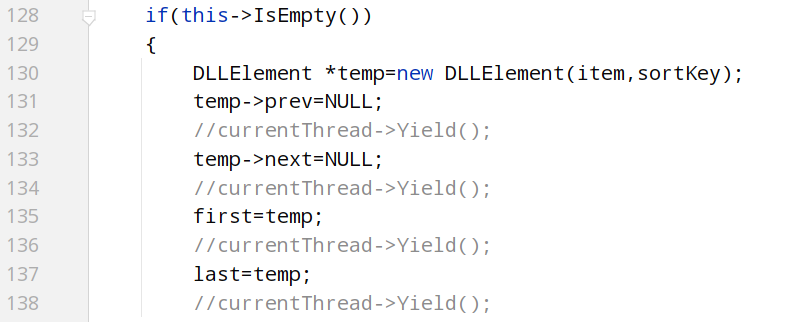 128 if(this->IsEmpty())
129 {
130 DLLElement *temp=new DLLElement(item,sortKey);
131 temp->prev=NULL;
132 //currentThread->Yield();
133 temp->next=NULL;
134 //currentThread->Yield();
135 first=temp;
136 //currentThread->Yield();
137 last=temp;
138 //currentThread->Yield();